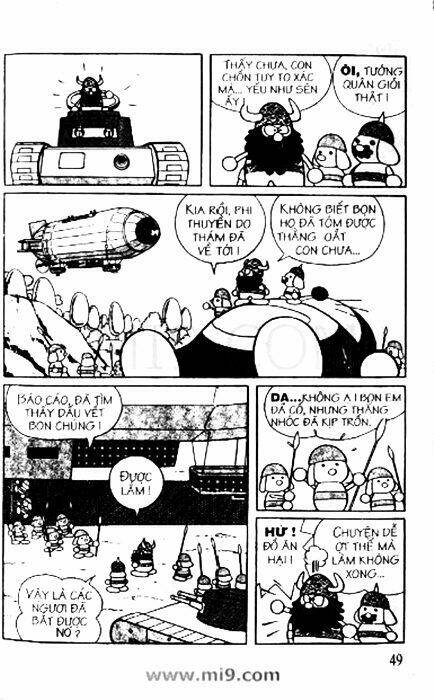 THẤY CHƯA, CON
CHỒN TUY TO XÁC
MÀ... YẾU NHƯ SÊN
ẤY!
ÔI, TƯỚNG
QUÂN GIỎI
THẬT!
KIA RỒI, PHI
THUYỀN DO
THÁM ĐÃ
VỀ TỚI!
KHÔNG BIẾT BỌN
HỌ ĐÃ TÓM ĐƯỢC
THẰNG OẮT
CON CHƯA...
BÁO CÁO, ĐÃ TÌM
THẤY DẤU VẾT
BỌN CHÚNG!
ĐƯỢC
LẮM!
VẬY LÀ CÁC
NGƯƠI ĐÃ
BẮT ĐƯỢC
NÓ?
DẠ...KHÔNG Ạ! BỌN EM
ĐÃ CỐ, NHƯNG THẰNG
NHÓC ĐÃ KỊP TRỐN.
HỪ!
ĐỒ ĂN
HẠI!
CHUYỆN DỄ
ỢT THẾ MÀ
LÀM KHÔNG
XONG...
49
www.mi9.com